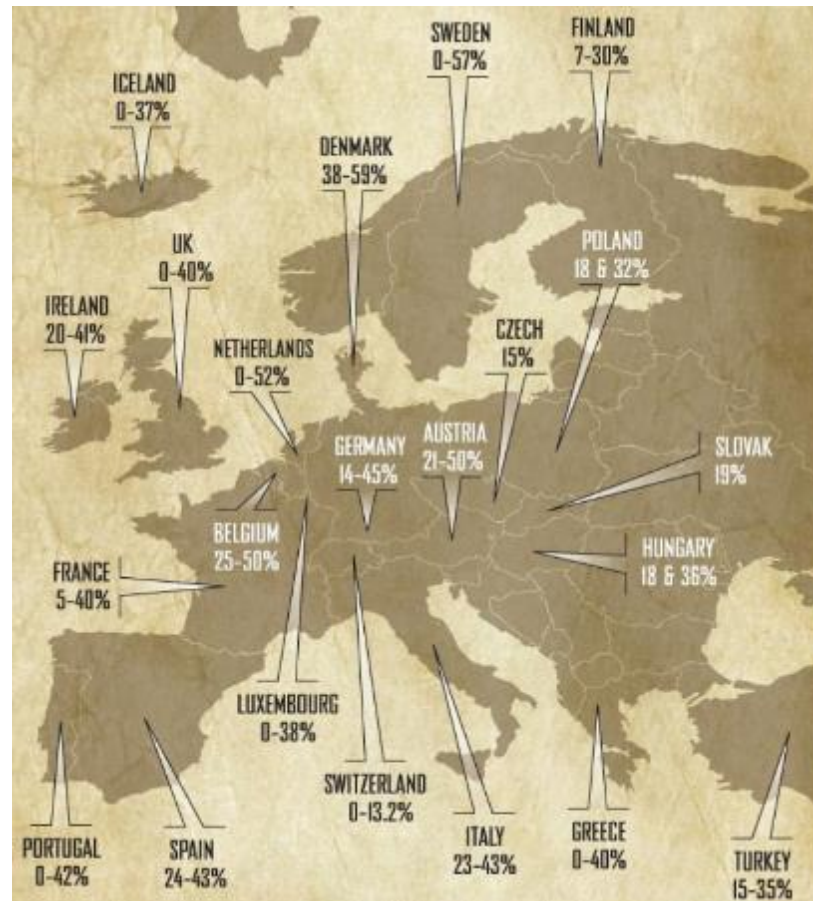 SWEDEN
0-57%
FINLAND
7-30%
ICELAND
0-37%
DENMARK
38-59%
UK
0-40%
POLAND
18 & 32%
IRELAND
20-41%
NETHERLANDS
0-52%
CZECH
15%
GERMANY
14-45%
AUSTRIA
21-50%
SLOVAK
19%
BELGIUM
25-50%
HUNGARY
18 & 36%
FRANCE
5-40%
LUXEMBOURG
0-38%
SWITZERLAND
0-13.2%
ITALY
23-43%
GREECE
0-40%
PORTUGAL
0-42%
SPAIN
24-43%
TURKEY
15-35%